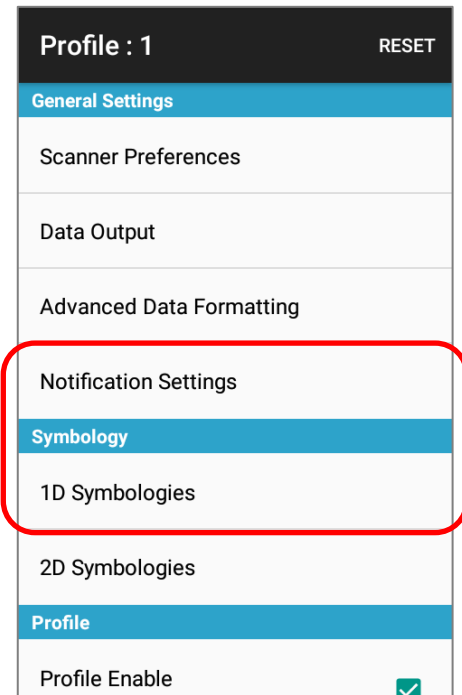 Profile : 1 RESET
General Settings
Scanner Preferences
Data Output
Advanced Data Formatting
Notification Settings
Symbology
1D Symbologies
2D Symbologies
Profile
Profile Enable